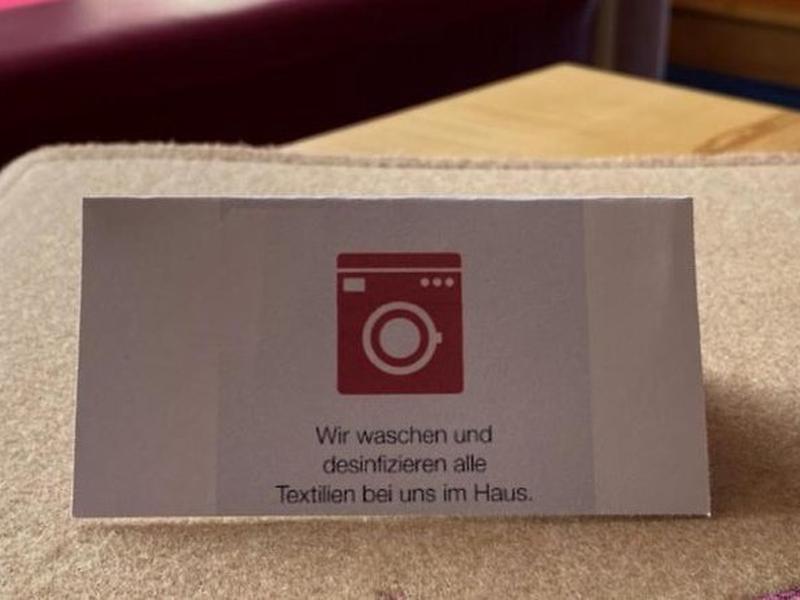 Wir waschen und
desinfizieren alle
Textilien bei uns im Haus.